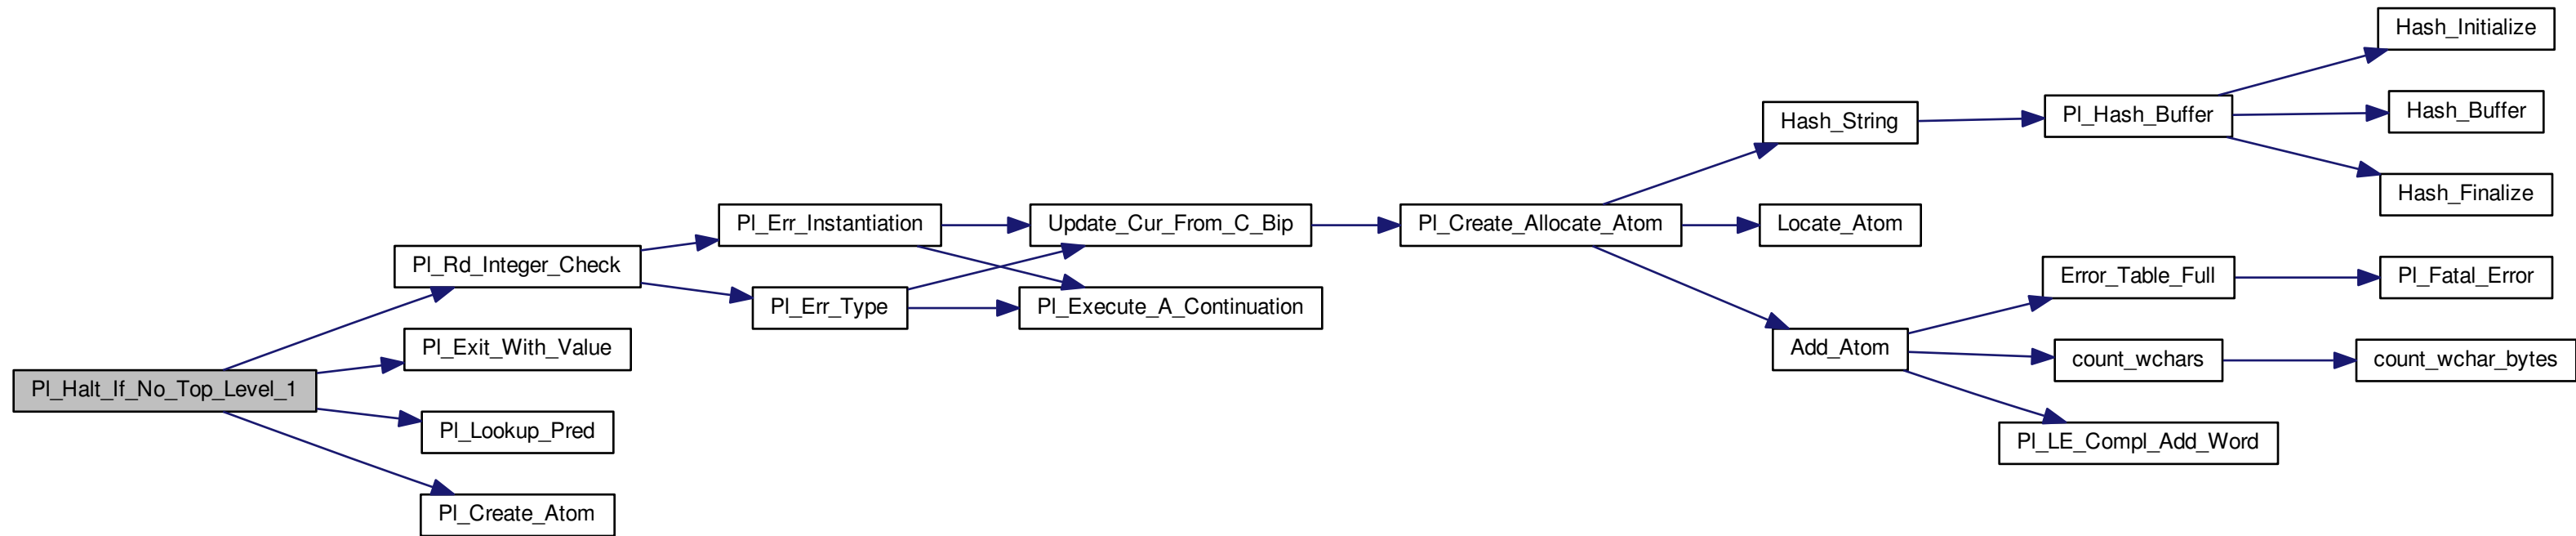 Pl_Halt_If_No_Top_Level_1
Pl_Rd_Integer_Check
Pl_Exit_With_Value
Pl_Lookup_Pred
Pl_Create_Atom
Pl_Err_Instantiation
Pl_Err_Type
Update_Cur_From_C_Bip
Pl_Execute_A_Continuation
Pl_Create_Allocate_Atom
Hash_String
Locate_Atom
Add_Atom
Pl_Hash_Buffer
Error_Table_Full
count_wchars
Pl_LE_Compl_Add_Word
Hash_Initialize
Hash_Buffer
Hash_Finalize
Pl_Fatal_Error
count_wchar_bytes